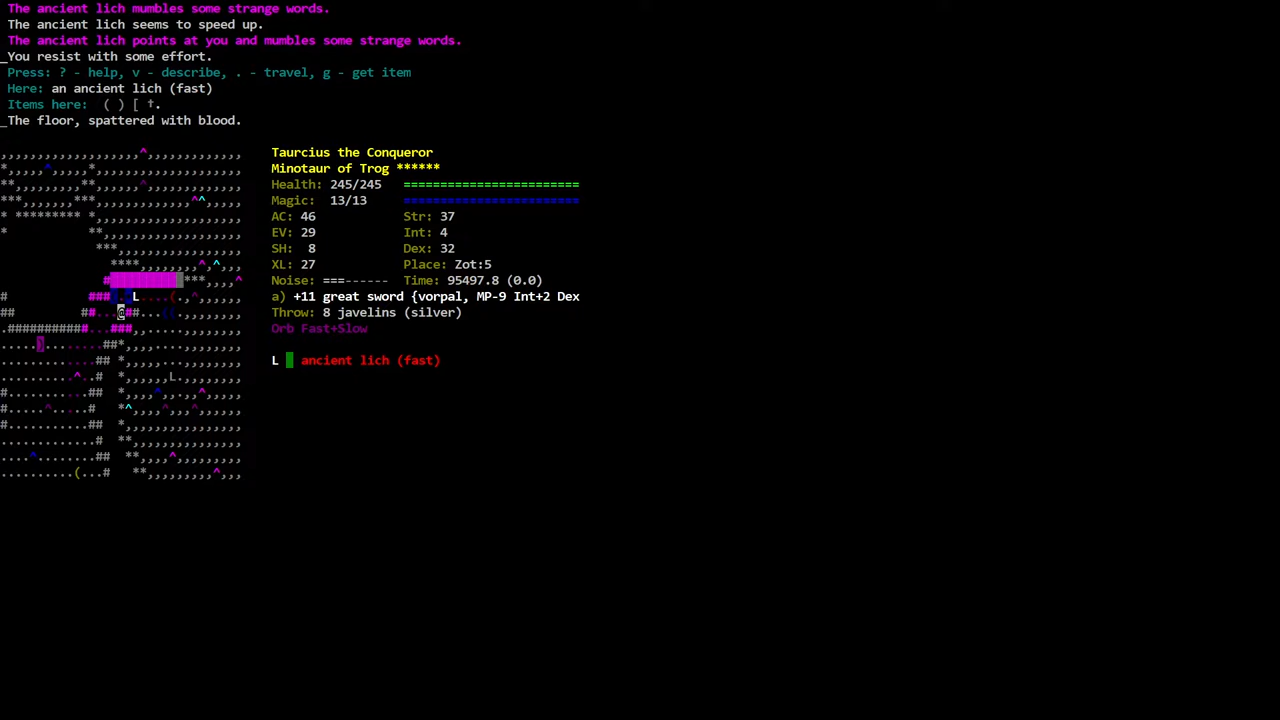 The ancient lich mumbles some strange words.
The ancient lich seems to speed up.
The ancient lich points at you and mumbles some strange words.
_You resist with some effort.
Press: ? - help, v - describe, . - travel, g - get item
Here: an ancient lich (fast)
Items here:  ( ) [ †.
_The floor, spattered with blood.
Taurcius the Conqueror
Minotaur of Trog ******
Health: 245/245 ========================
Magic: 13/13 ========================
AC: 46 Str: 37
EV: 29 Int: 4
SH: 8 Dex: 32
XL: 27 Place: Zot:5
Noise: ===------ Time: 95497.8 (0.0)
a) +11 great sword {vorpal, MP-9 Int+2 Dex
Throw: 8 javelins (silver)
Orb Fast+Slow
L ancient lich (fast)